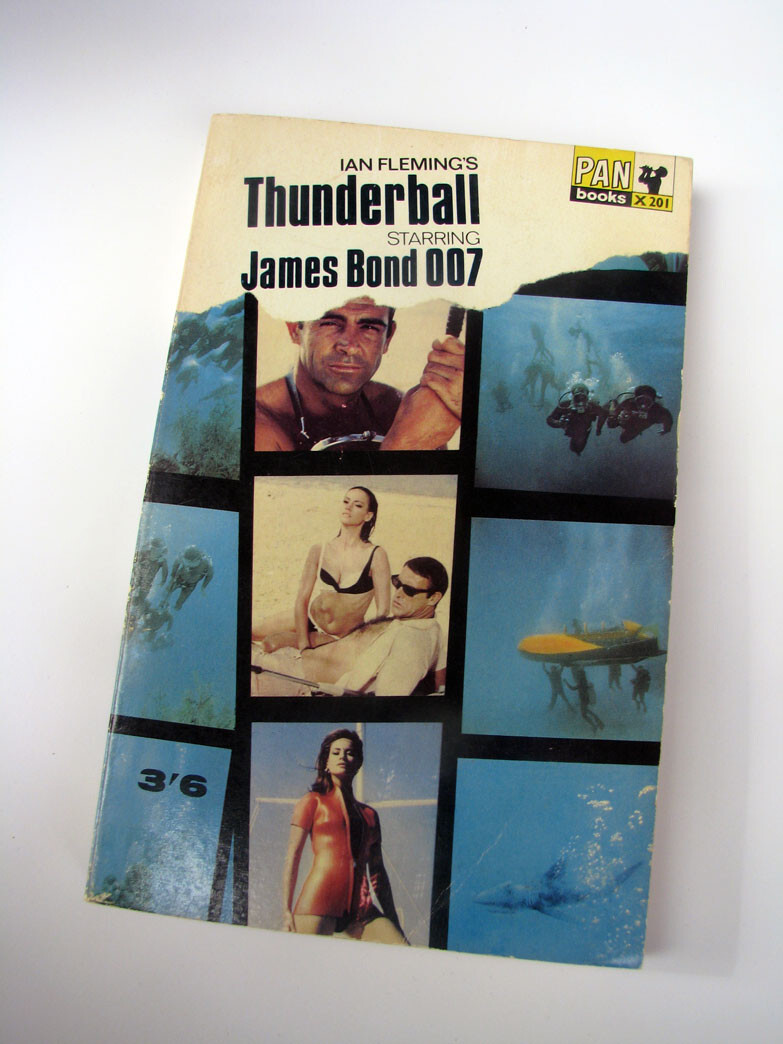 IAN FLEMING'S
Thunderball
STARRING
James Bond 007
PAN
books X 201
3'6